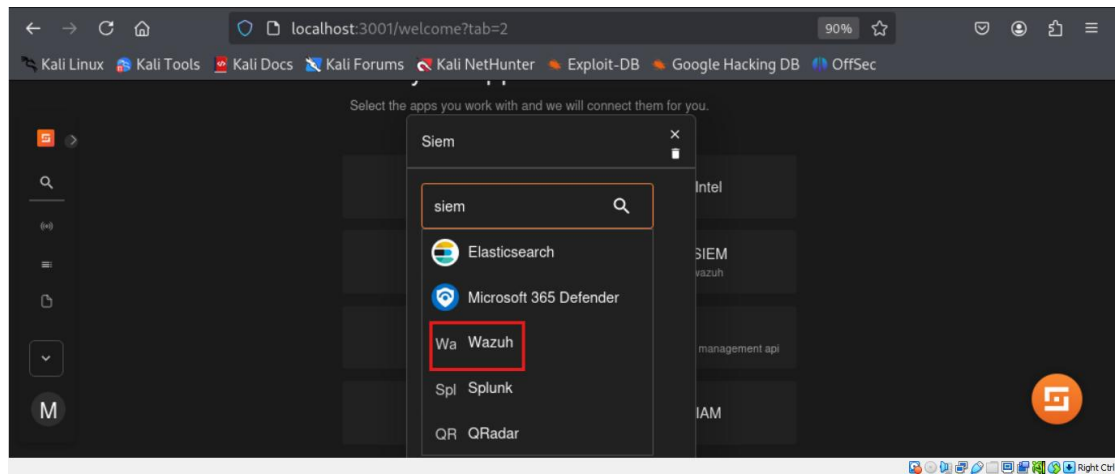 localhost:3001/welcome?tab=2
90%
Kali Linux Kali Tools Kali Docs Kali Forums Kali NetHunter Exploit-DB Google Hacking DB OffSec
Select the apps you work with and we will connect them for you.
Siem
Intel
siem
Elasticsearch
SIEM
wazuh
Microsoft 365 Defender
Wa Wazuh
management api
Spl Splunk
M
IAM
QR QRadar
Right Ctrl